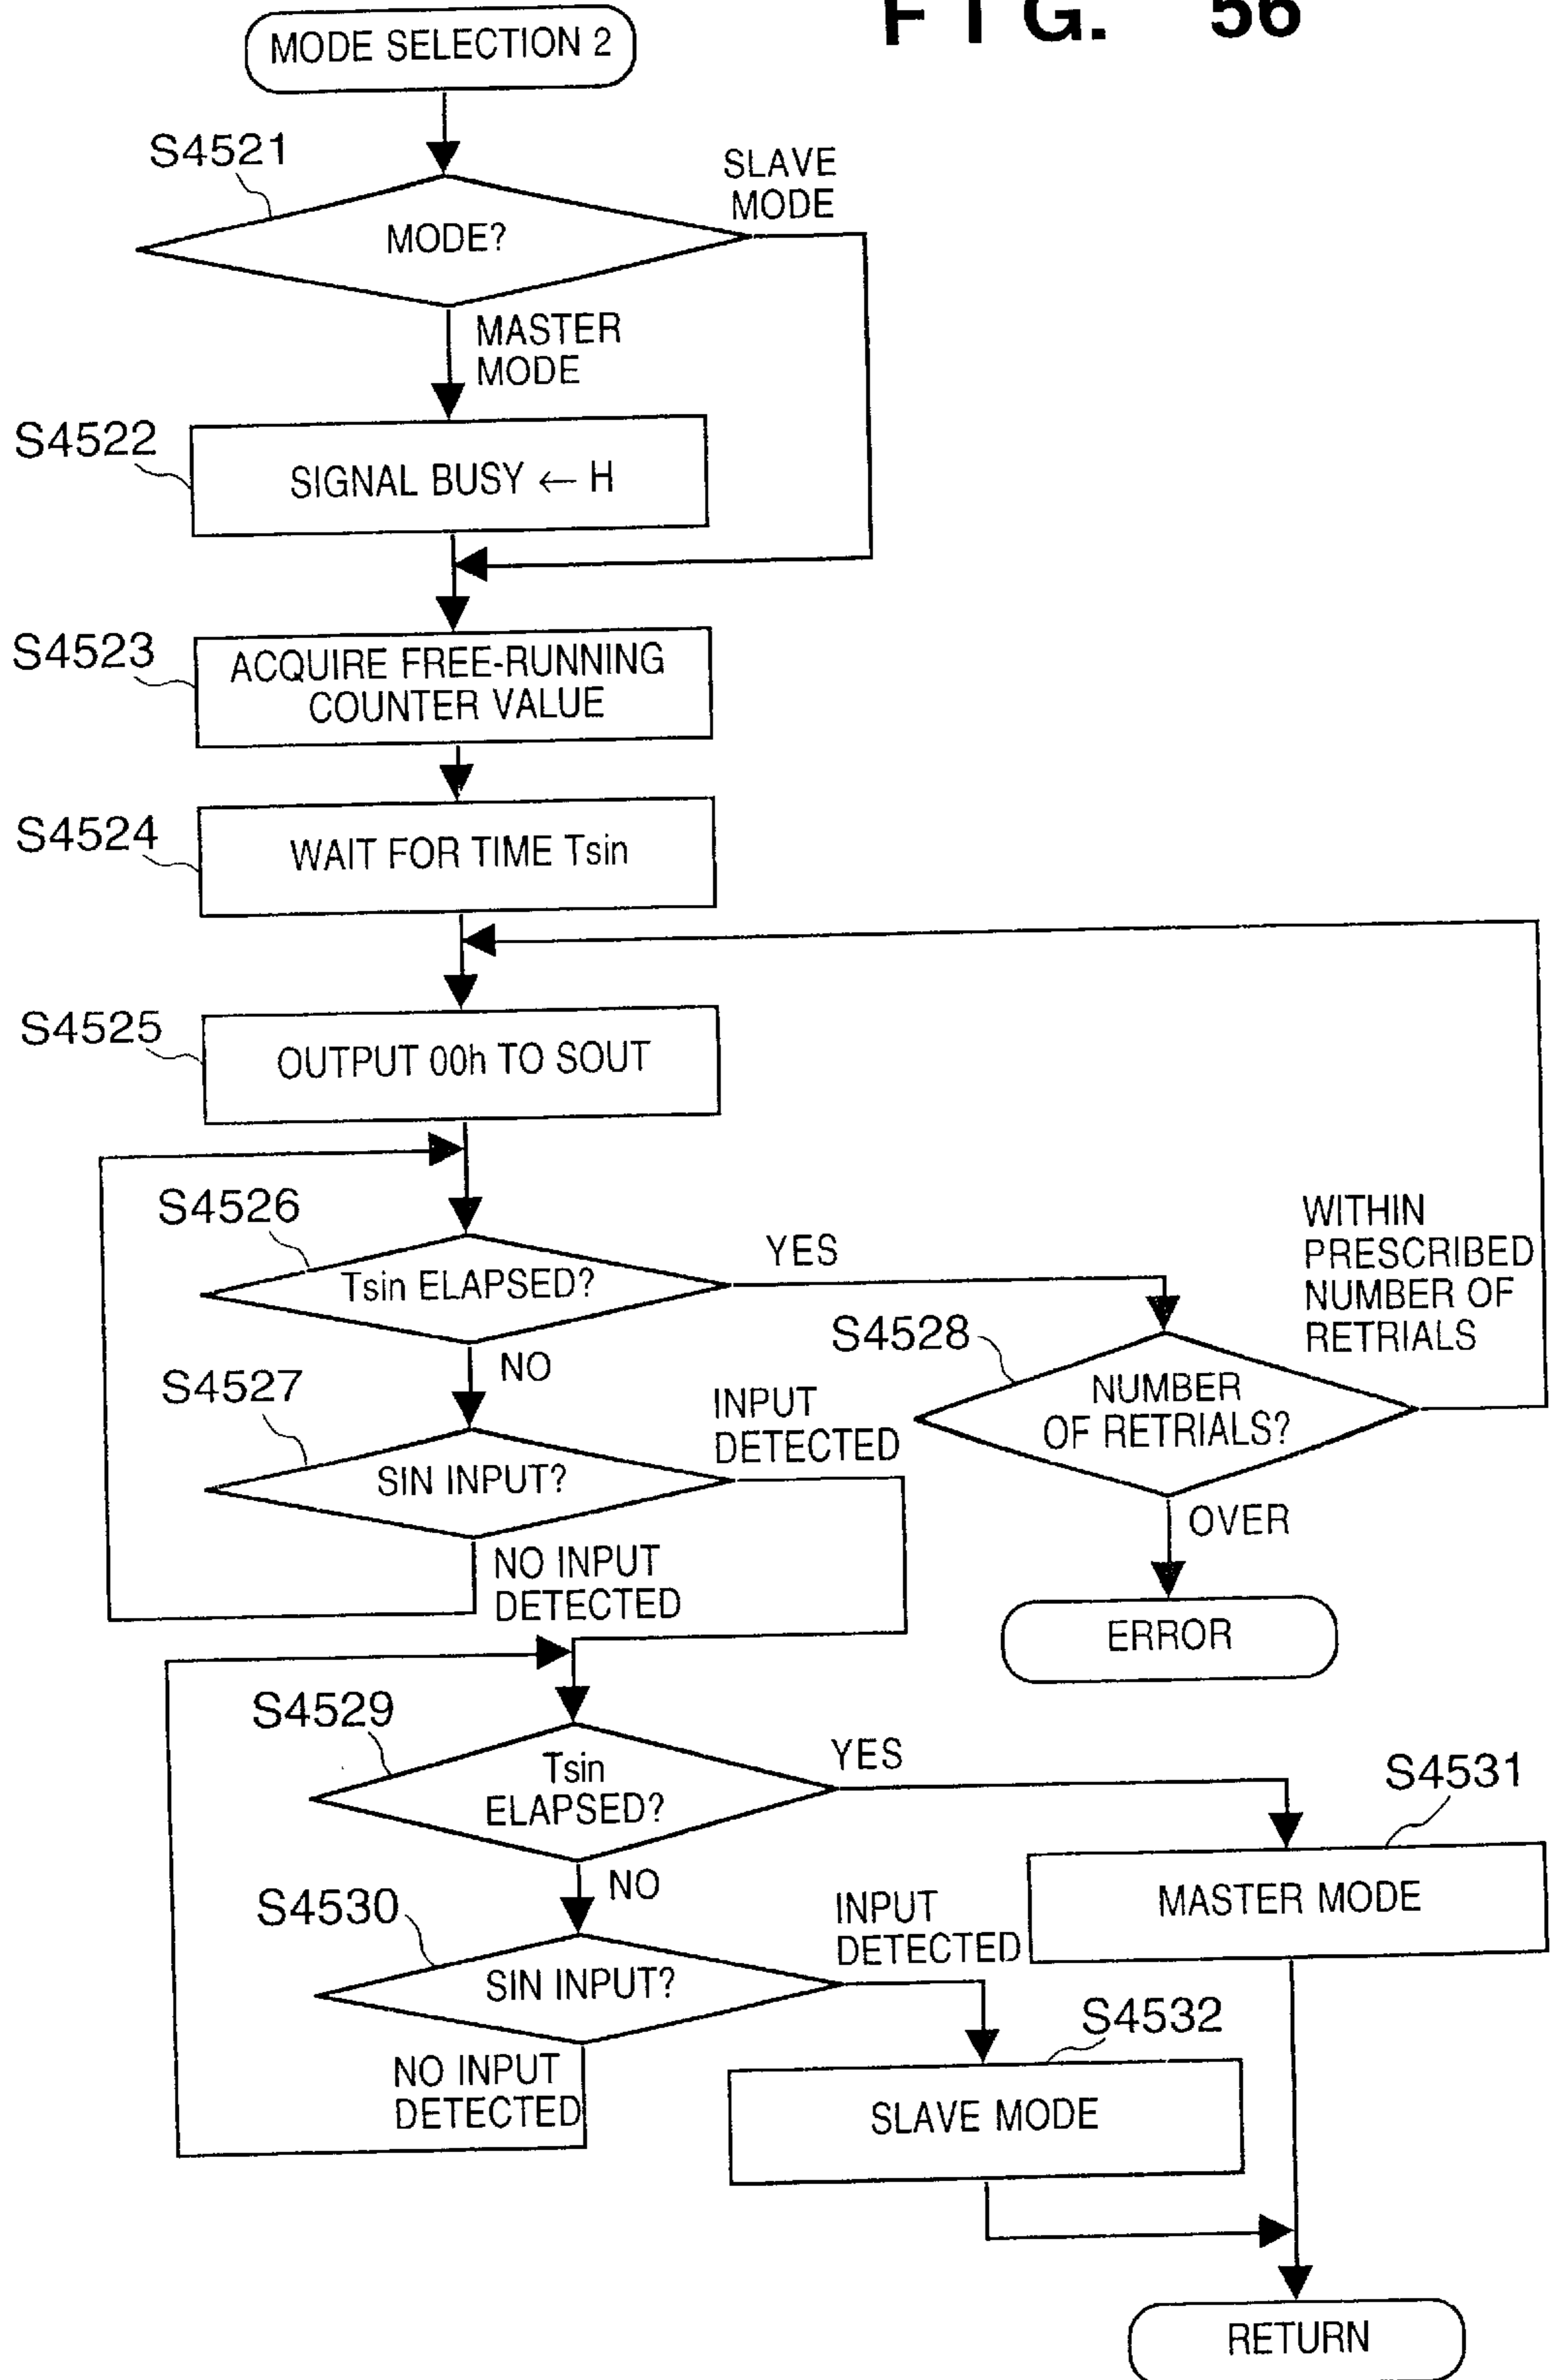 FIG. 56
MODE SELECTION 2
S4521
SLAVE
MODE
MODE?
MASTER
MODE
S4522
SIGNAL BUSY ← H
S4523
ACQUIRE FREE-RUNNING
COUNTER VALUE
S4524
WAIT FOR TIME Tsin
S4525
OUTPUT 00h TO SOUT
S4526
Tsin ELAPSED?
YES
WITHIN
PRESCRIBED
NUMBER OF
RETRIALS
S4528
NO
NUMBER
OF RETRIALS?
S4527
INPUT
DETECTED
SIN INPUT?
OVER
NO INPUT
DETECTED
ERROR
S4529
Tsin
ELAPSED?
YES
S4531
NO
MASTER MODE
S4530
INPUT
DETECTED
SIN INPUT?
S4532
NO INPUT
DETECTED
SLAVE MODE
RETURN